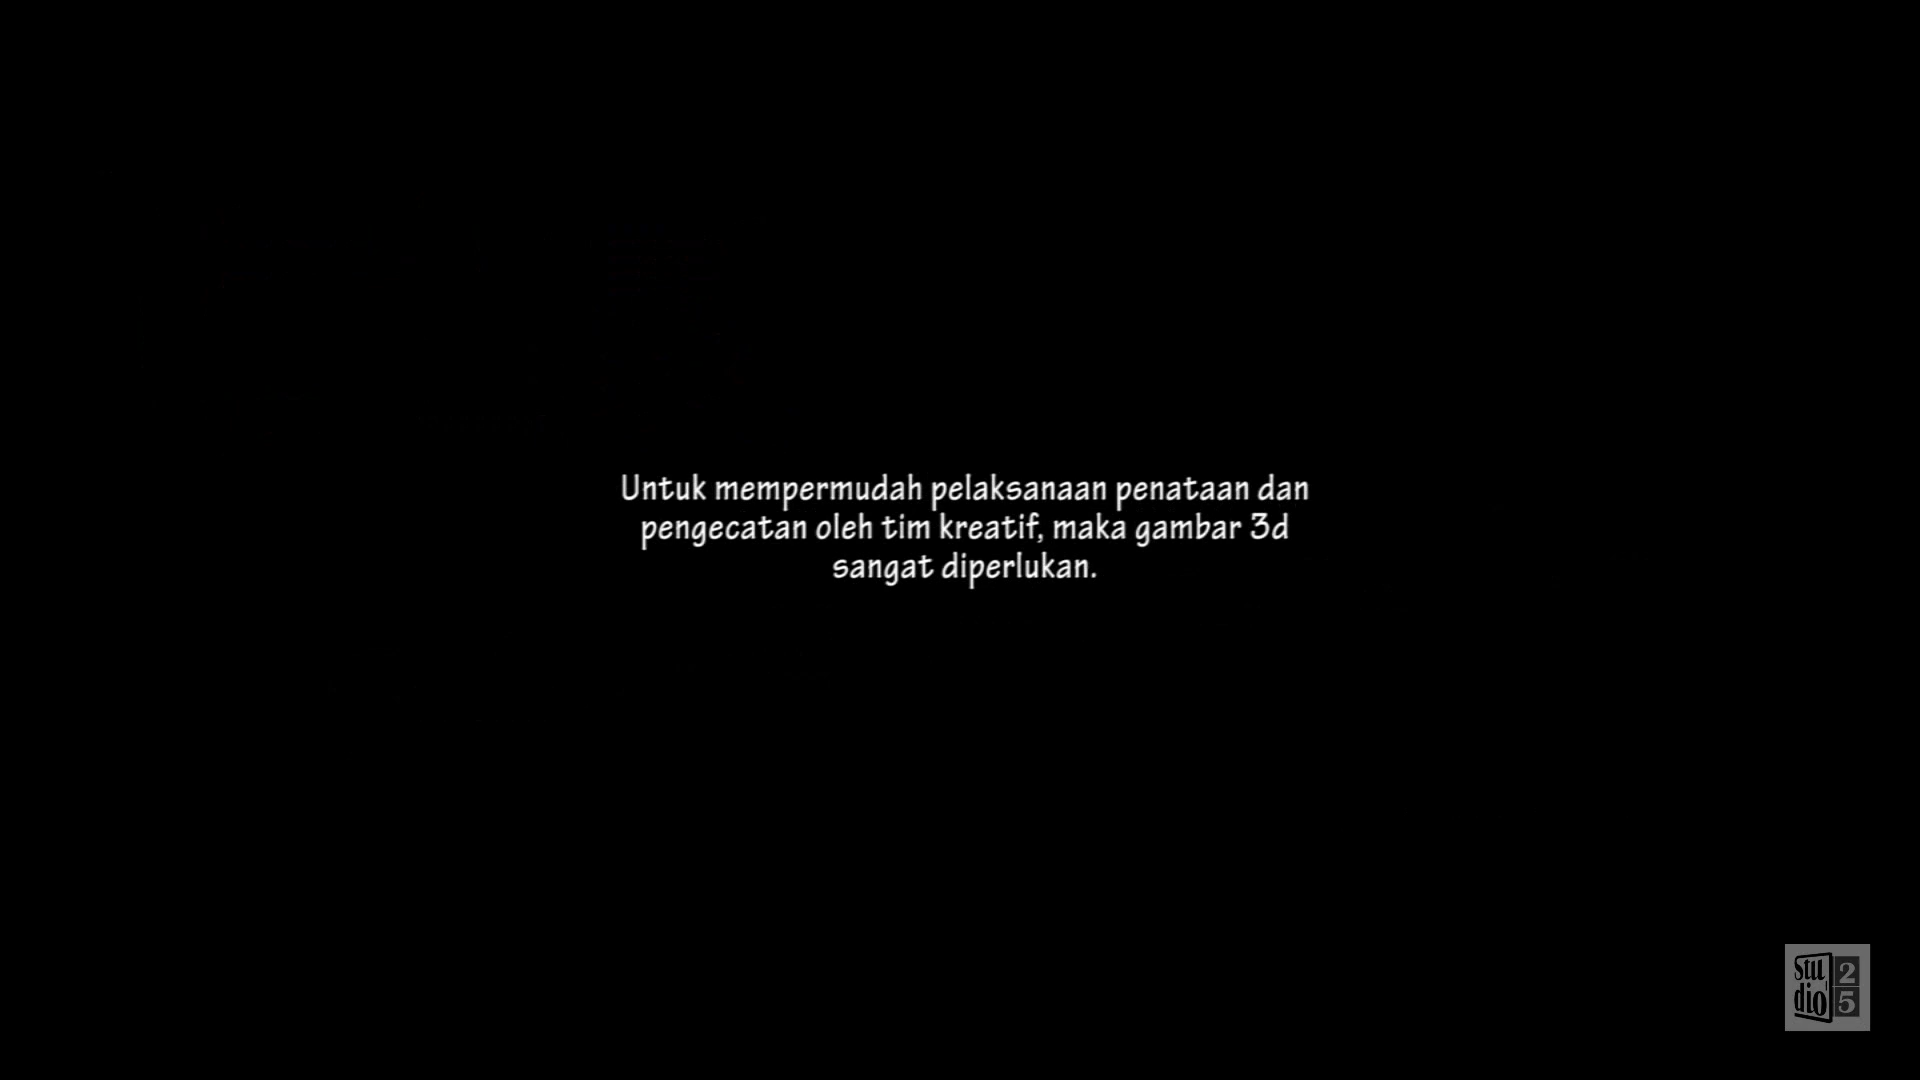 Untuk mempermudah pelaksanaan penataan dan
pengecatan oleh tim kreatif, maka gambar 3d
sangat diperlukan.
Stu
dio
2
5